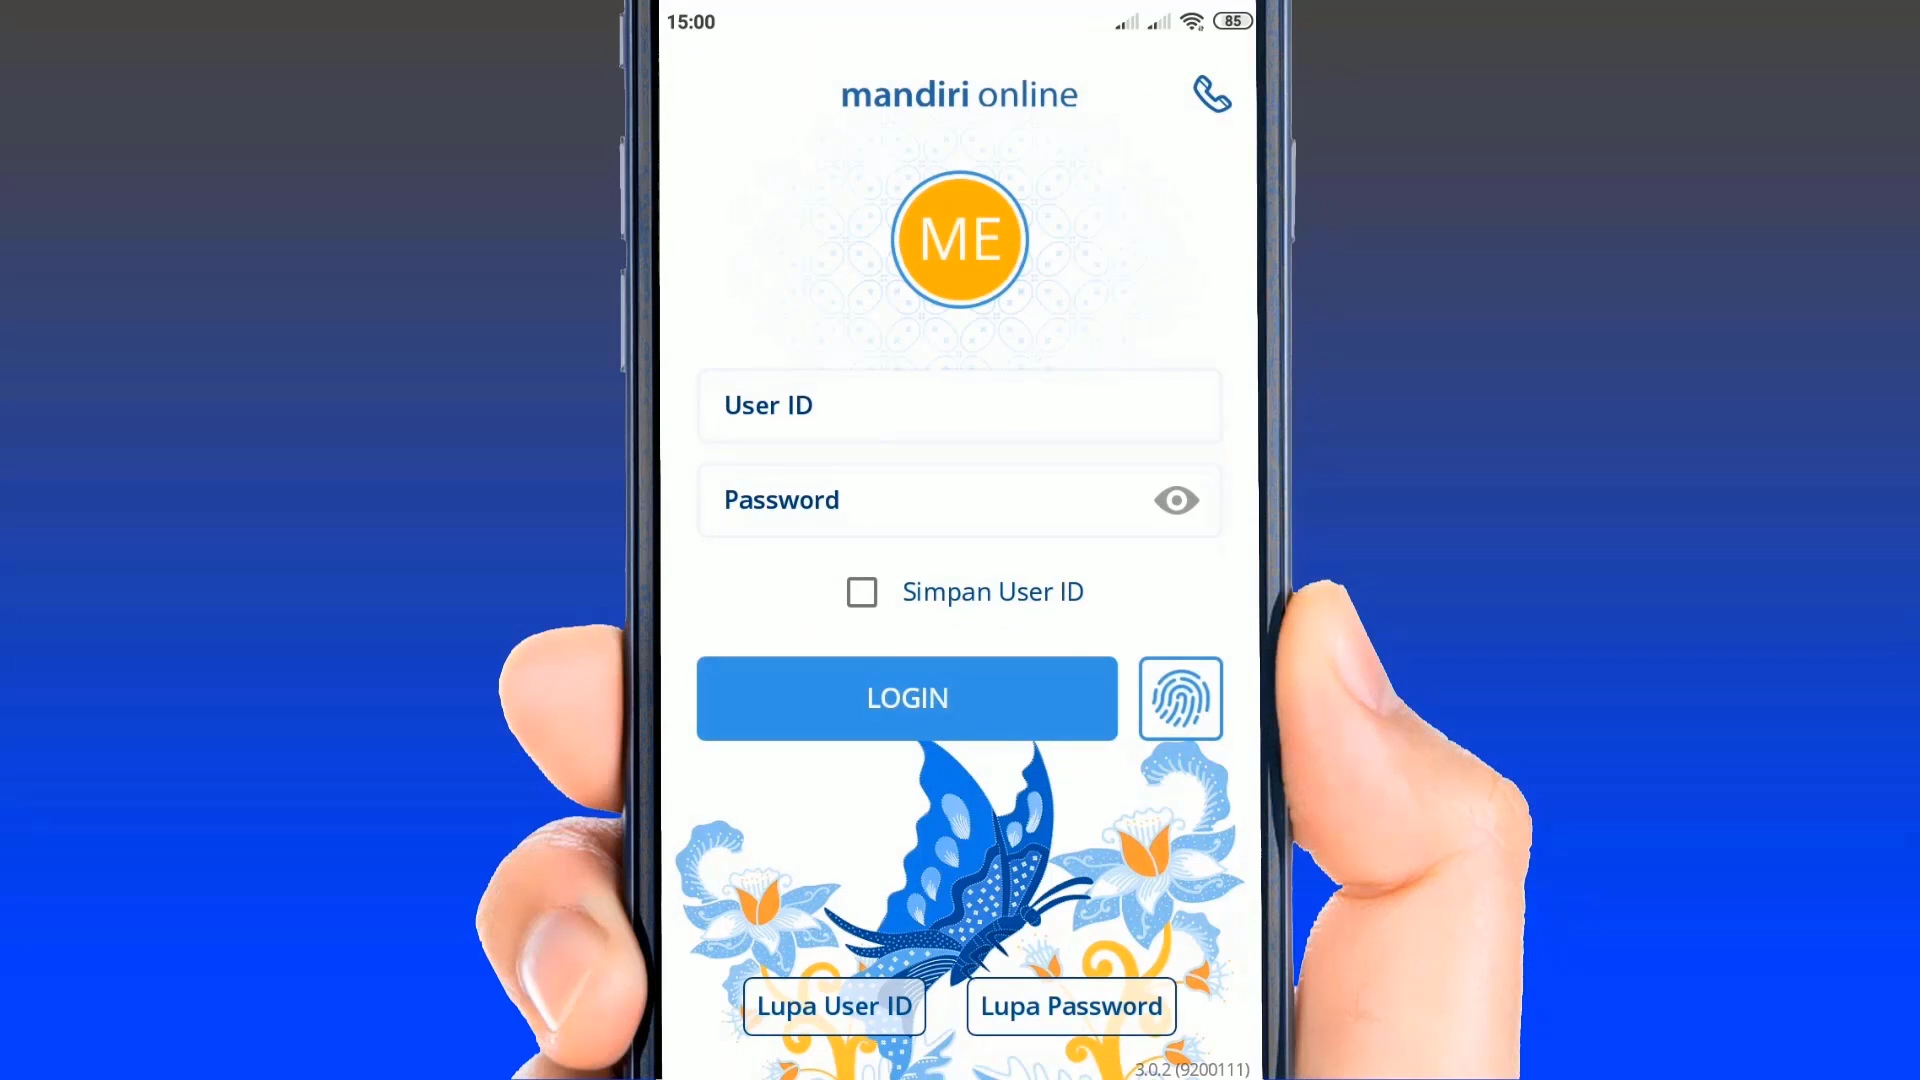 15:00
85
mandiri online
ME
User ID
Password
Simpan User ID
LOGIN
Lupa User ID
Lupa Password
3.0.2 (9200111)